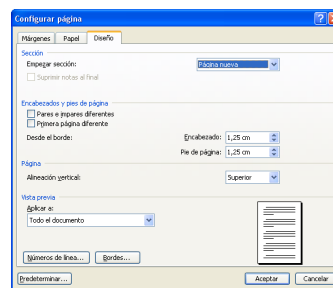 Configurar página
Márgenes Papel Diseño
Sección
Empezar sección: Página nueva
Suprimir notas al final
Encabezados y pies de página
Pares e impares diferentes
Primera página diferente
Desde el borde: Encabezado: 1,25 cm
Pie de página: 1,25 cm
Página
Alineación vertical: Superior
Vista previa
Aplicar a:
Todo el documento
Números de línea... Bordes...
Predeterminar... Aceptar Cancelar